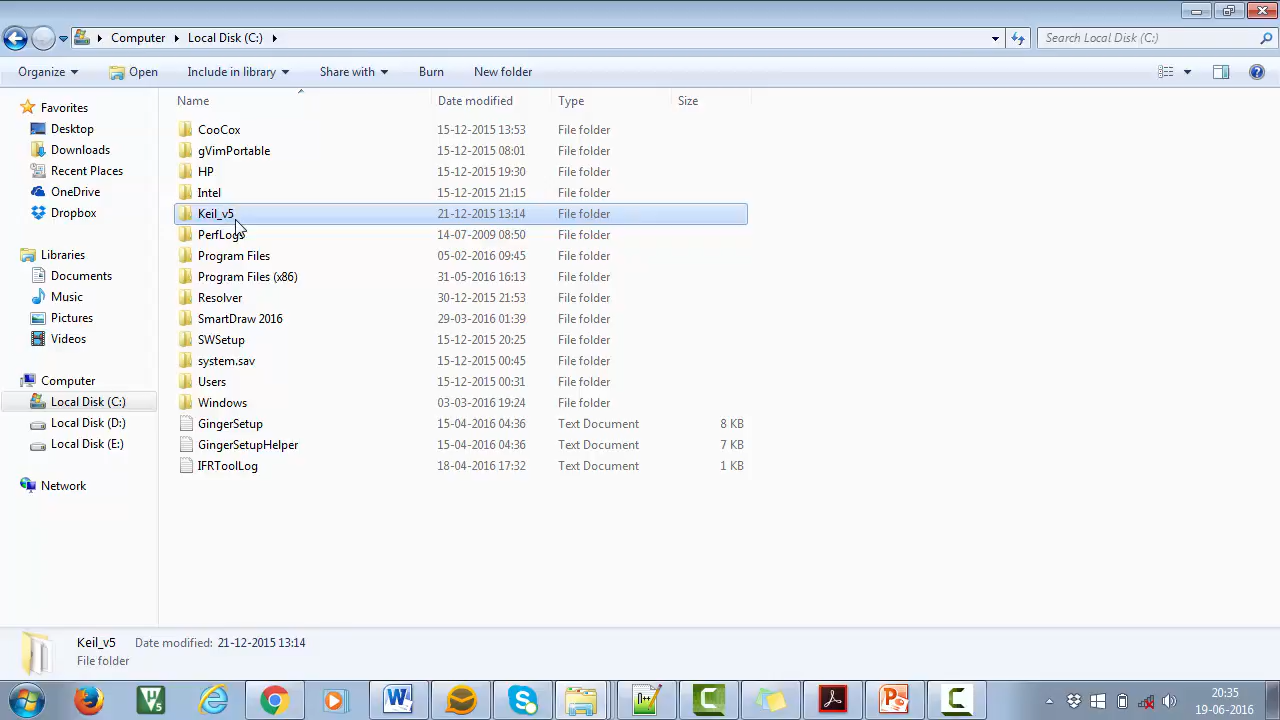 Computer Local Disk (C:) Search Local Disk (C:)
Organize Open Include in library Share with Burn New folder
Name Date modified Type Size
Favorites
Desktop
Downloads
Recent Places
OneDrive
Dropbox
Libraries
Documents
Music
Pictures
Videos
Computer
Local Disk (C:)
Local Disk (D:)
Local Disk (E:)
Network
CooCox 15-12-2015 13:53 File folder
gVimPortable 15-12-2015 08:01 File folder
HP 15-12-2015 19:30 File folder
Intel 15-12-2015 21:15 File folder
Keil_v5 21-12-2015 13:14 File folder
PerfLogs 14-07-2009 08:50 File folder
Program Files 05-02-2016 09:45 File folder
Program Files (x86) 31-05-2016 16:13 File folder
Resolver 30-12-2015 21:53 File folder
SmartDraw 2016 29-03-2016 01:39 File folder
SWSetup 15-12-2015 20:25 File folder
system.sav 15-12-2015 00:45 File folder
Users 15-12-2015 00:31 File folder
Windows 03-03-2016 19:24 File folder
GingerSetup 15-04-2016 04:36 Text Document 8 KB
GingerSetupHelper 15-04-2016 04:36 Text Document 7 KB
IFRToolLog 18-04-2016 17:32 Text Document 1 KB
Keil_v5 Date modified: 21-12-2015 13:14
File folder
20:35
19-06-2016